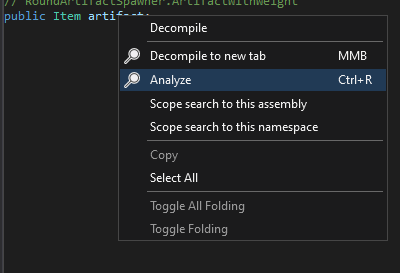 // RoundArtifactSpawner.ArtifactWithWeight
public Item artifact;
Decompile
Decompile to new tab MMB
Analyze Ctrl+R
Scope search to this assembly
Scope search to this namespace
Copy
Select All
Toggle All Folding
Toggle Folding